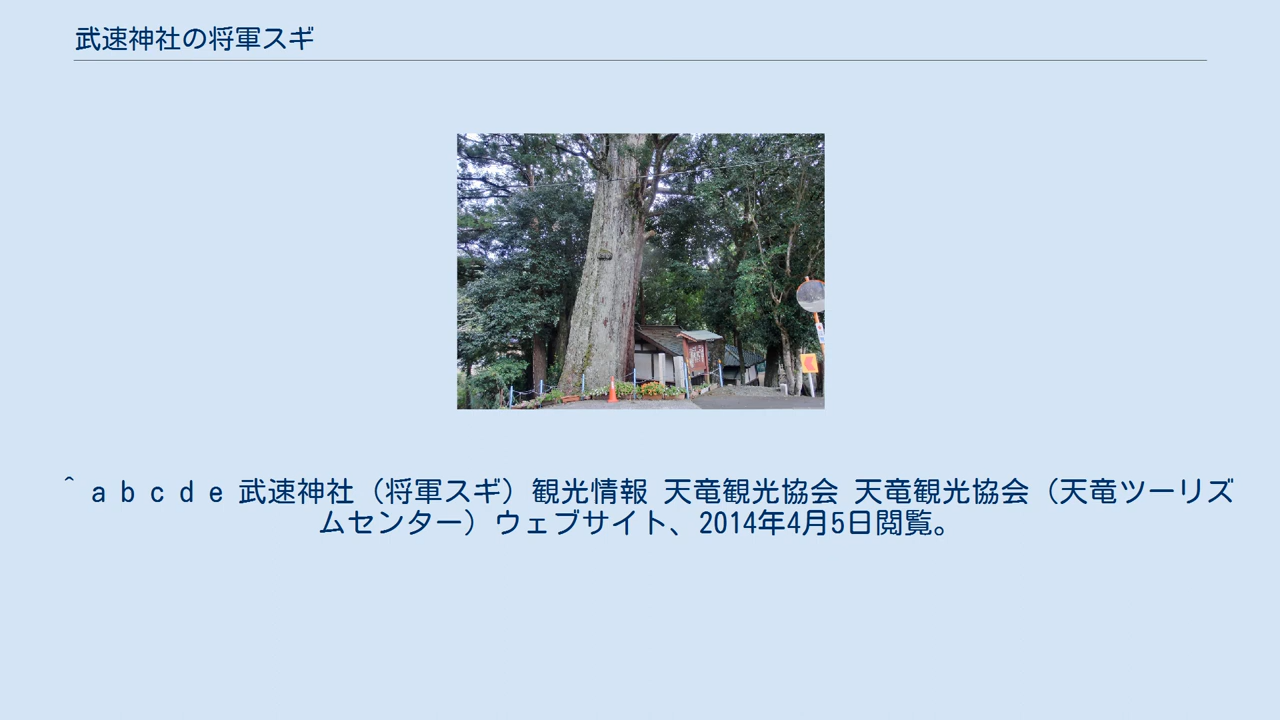 武速神社の将軍スギ
^ a b c d e 武速神社（将軍スギ）観光情報 天竜観光協会 天竜観光協会（天竜ツーリズ
ムセンター）ウェブサイト、2014年4月5日閲覧。